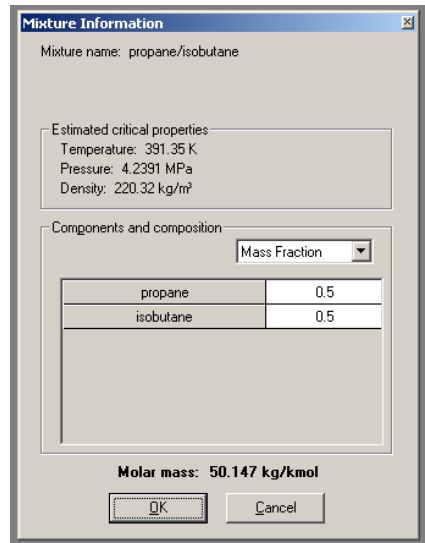 Mixture Information
Mixture name: propane/isobutane
Estimated critical properties
Temperature: 391.35 K
Pressure: 4.2391 MPa
Density: 220.32 kg/m³
Components and composition
Mass Fraction
propane 0.5
isobutane 0.5
Molar mass: 50.147 kg/kmol
OK Cancel